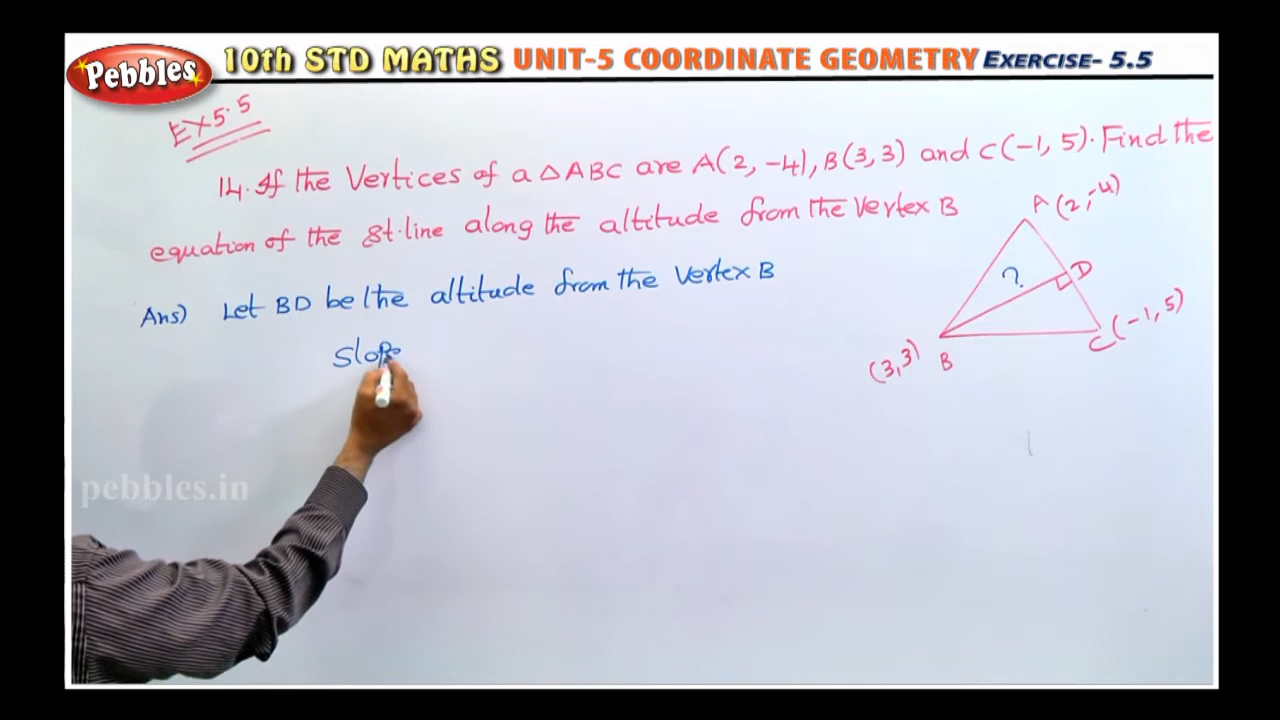 Pebbles 10th STD MATHS UNIT-5 COORDINATE GEOMETRY EXERCISE- 5.5
EX 5.5
14. If the Vertices of a △ ABC are A(2, -4), B(3, 3) and C(-1, 5). Find the
equation of the st.line along the altitude from the Vertex B
Ans) Let BD be the altitude from the Vertex B
Slope
A (2, -4)
D
?
C (-1, 5)
(3,3) B
pebbles.in